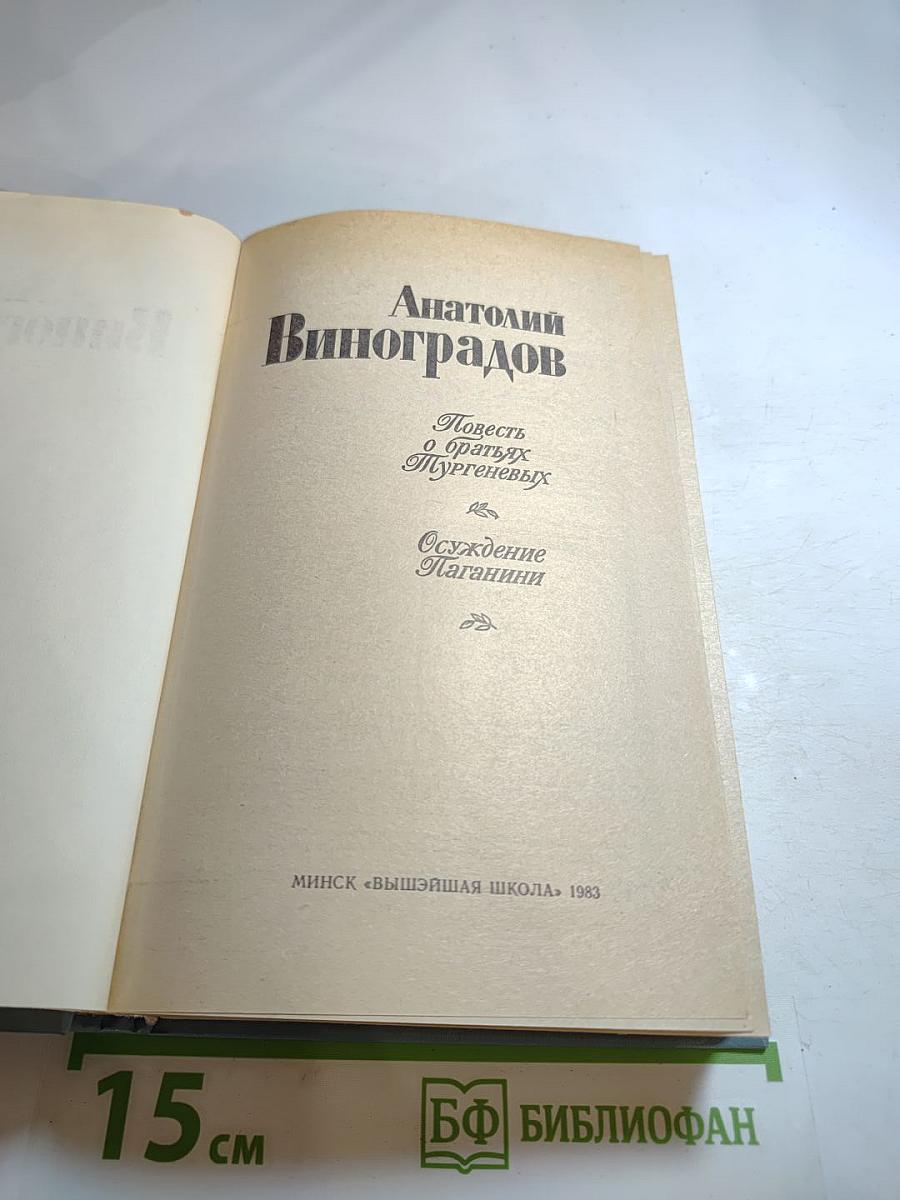 Анатолий
Виноградов
Повесть
о братьях
Тургеневых
Осуждение
Паганини
МИНСК «ВЫШЭЙШАЯ ШКОЛА» 1983
15 см
БФ БИБЛИОФАН